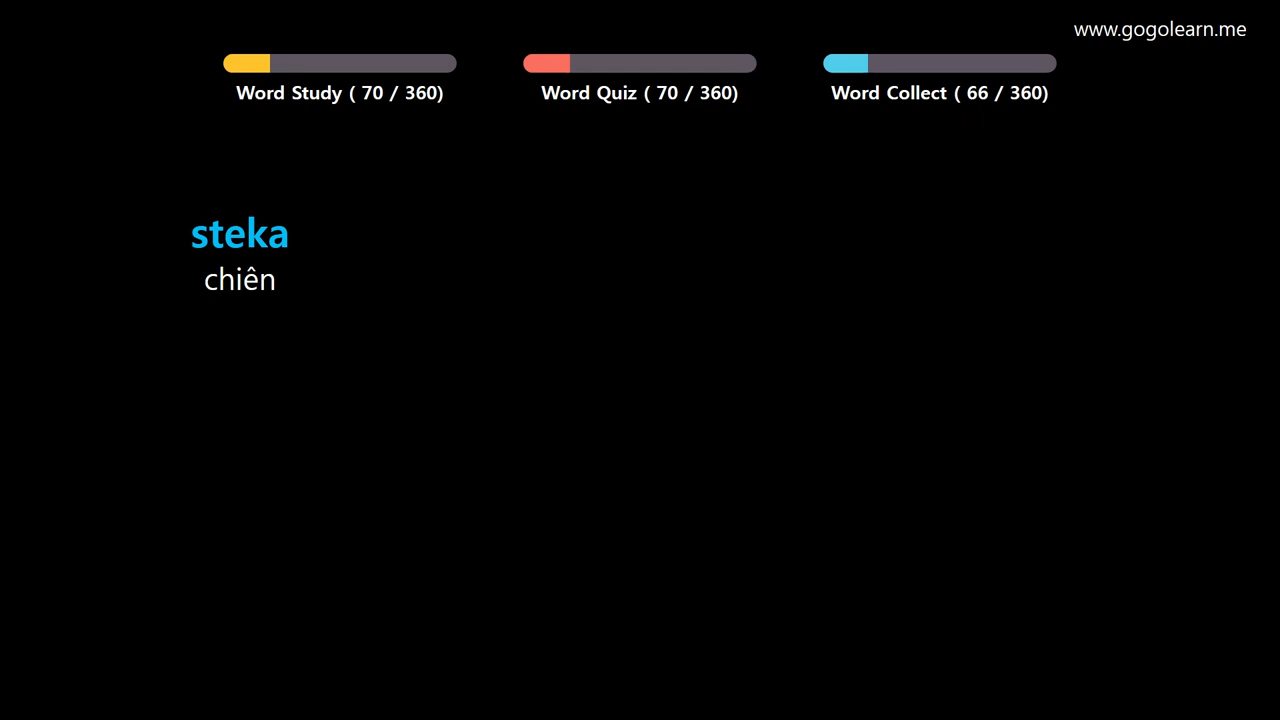 www.gogolearn.me
Word Study ( 70 / 360)
Word Quiz ( 70 / 360)
Word Collect ( 66 / 360)
steka
chiên